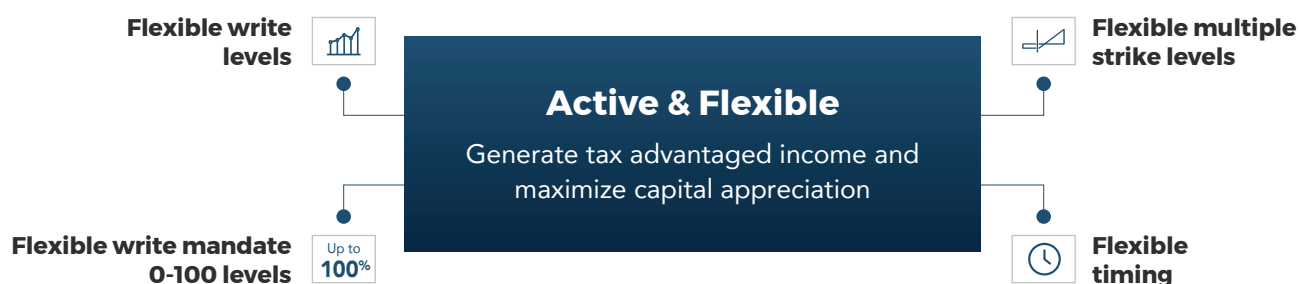 Flexible write
levels
Flexible multiple
strike levels
Active & Flexible
Generate tax advantaged income and
maximize capital appreciation
Flexible write mandate
0-100 levels
Up to
100%
Flexible
timing